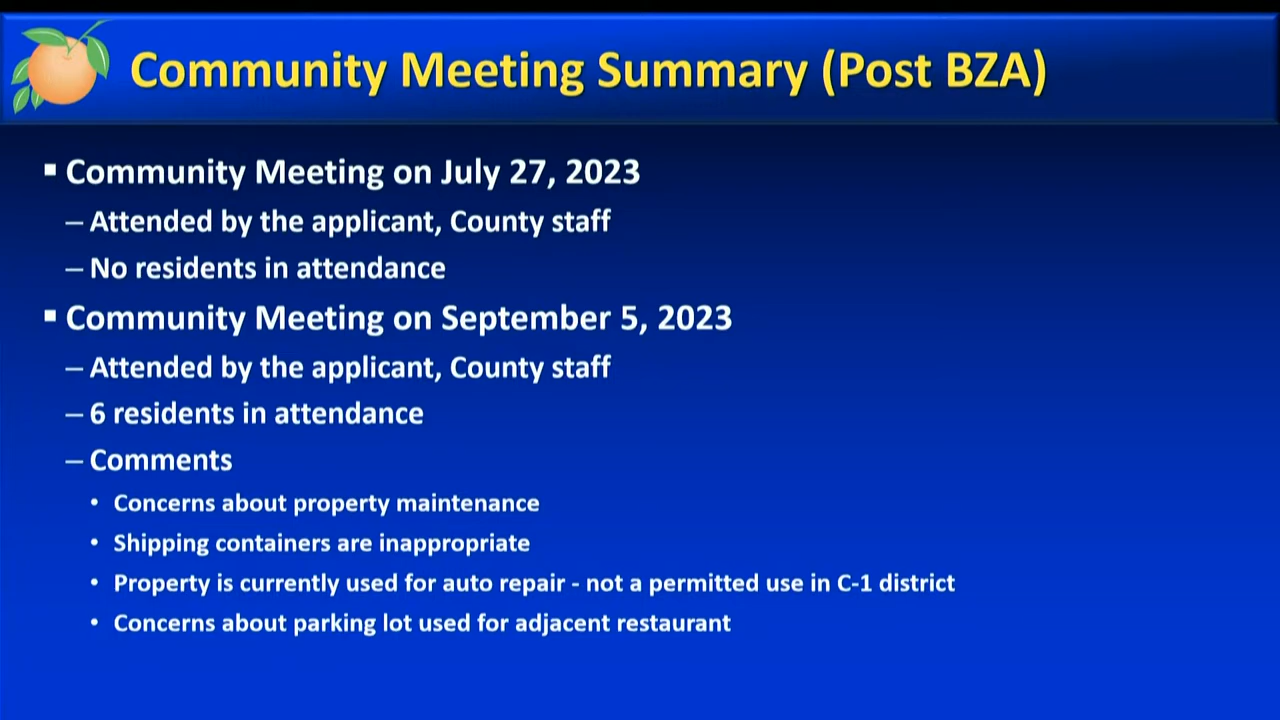 Community Meeting Summary (Post BZA)
▪ Community Meeting on July 27, 2023
– Attended by the applicant, County staff
– No residents in attendance
▪ Community Meeting on September 5, 2023
– Attended by the applicant, County staff
– 6 residents in attendance
– Comments
• Concerns about property maintenance
• Shipping containers are inappropriate
• Property is currently used for auto repair - not a permitted use in C-1 district
• Concerns about parking lot used for adjacent restaurant